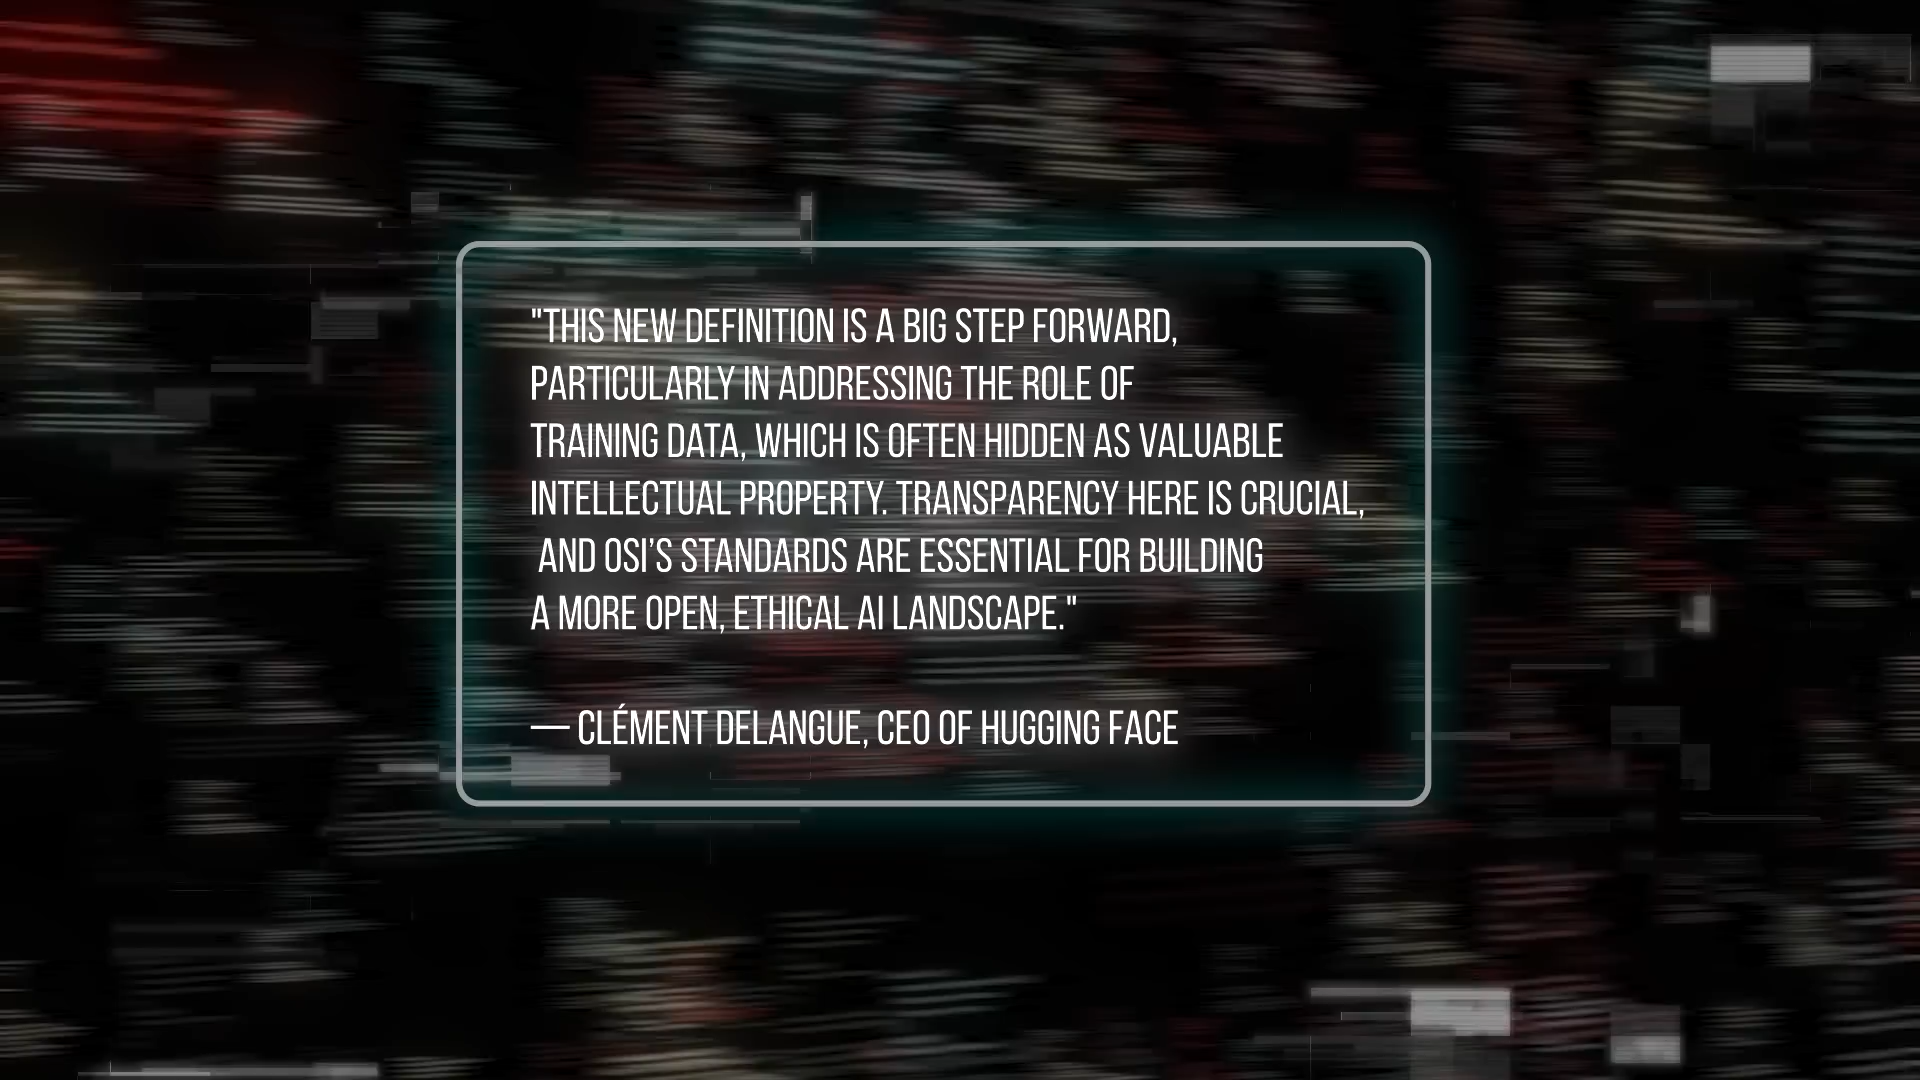 "THIS NEW DEFINITION IS A BIG STEP FORWARD,
PARTICULARLY IN ADDRESSING THE ROLE OF
TRAINING DATA, WHICH IS OFTEN HIDDEN AS VALUABLE
INTELLECTUAL PROPERTY. TRANSPARENCY HERE IS CRUCIAL,
AND OSI’S STANDARDS ARE ESSENTIAL FOR BUILDING
A MORE OPEN, ETHICAL AI LANDSCAPE."
— CLÉMENT DELANGUE, CEO OF HUGGING FACE